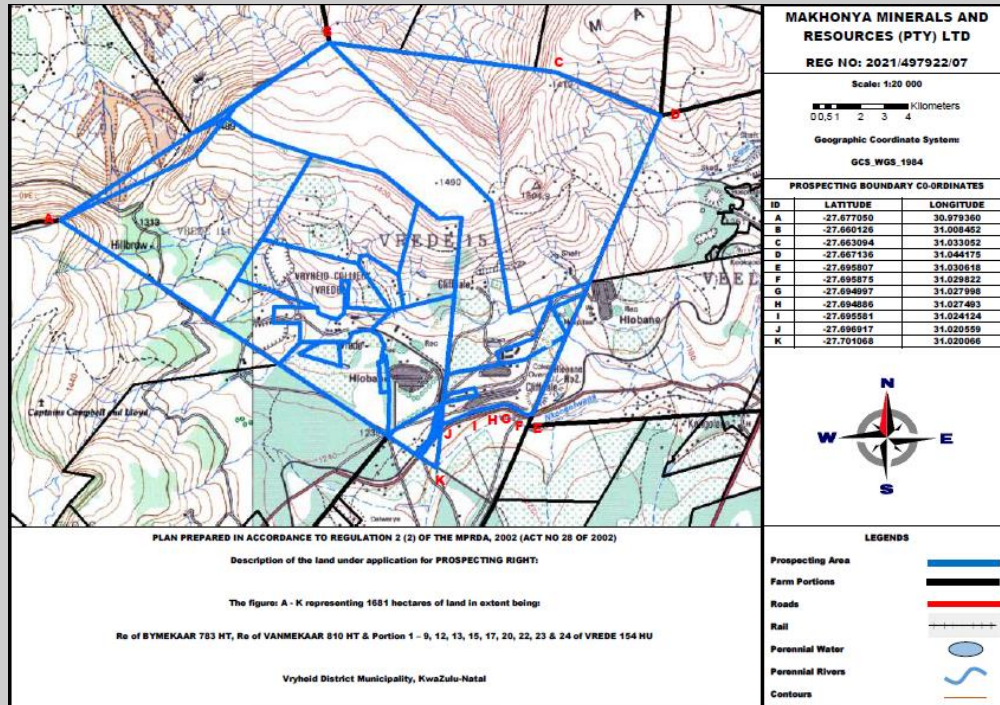 MAKHONYA MINERALS AND
RESOURCES (PTY) LTD
REG NO: 2021/497922/07
Scale: 1:20 000
Kilometers
0 0,5 1 2 3 4
Geographic Coordinate System:
GCS_WGS_1984
PROSPECTING BOUNDARY CO-ORDINATES
ID LATITUDE LONGITUDE
A -27.677050 30.979360
B -27.660126 31.008452
C -27.663094 31.033052
D -27.667136 31.044175
E -27.695807 31.030618
F -27.695875 31.029822
G -27.694997 31.027998
H -27.694886 31.027493
I -27.695581 31.024124
J -27.696917 31.020559
K -27.701068 31.020066
N
W E
S
LEGENDS
Prospecting Area
Farm Portions
Roads
Rail
Perennial Water
Perennial Rivers
Contours
M A
C
D
A
1313
Hillbrow
1490
VREDE 15
VRYHEID
VREDE
Hlobane
Hlobane
1440
Captains Campbell and Lloyd
J I H G F E
K
PLAN PREPARED IN ACCORDANCE TO REGULATION 2 (2) OF THE MPRDA, 2002 (ACT NO 28 OF 2002)
Description of the land under application for PROSPECTING RIGHT:
The figure: A - K representing 1681 hectares of land in extent being:
Re of BYMEKAAR 783 HT, Re of VANMEKAAR 810 HT & Portion 1 – 9, 12, 13, 15, 17, 20, 22, 23 & 24 of VREDE 154 HU
Vryheid District Municipality, KwaZulu-Natal